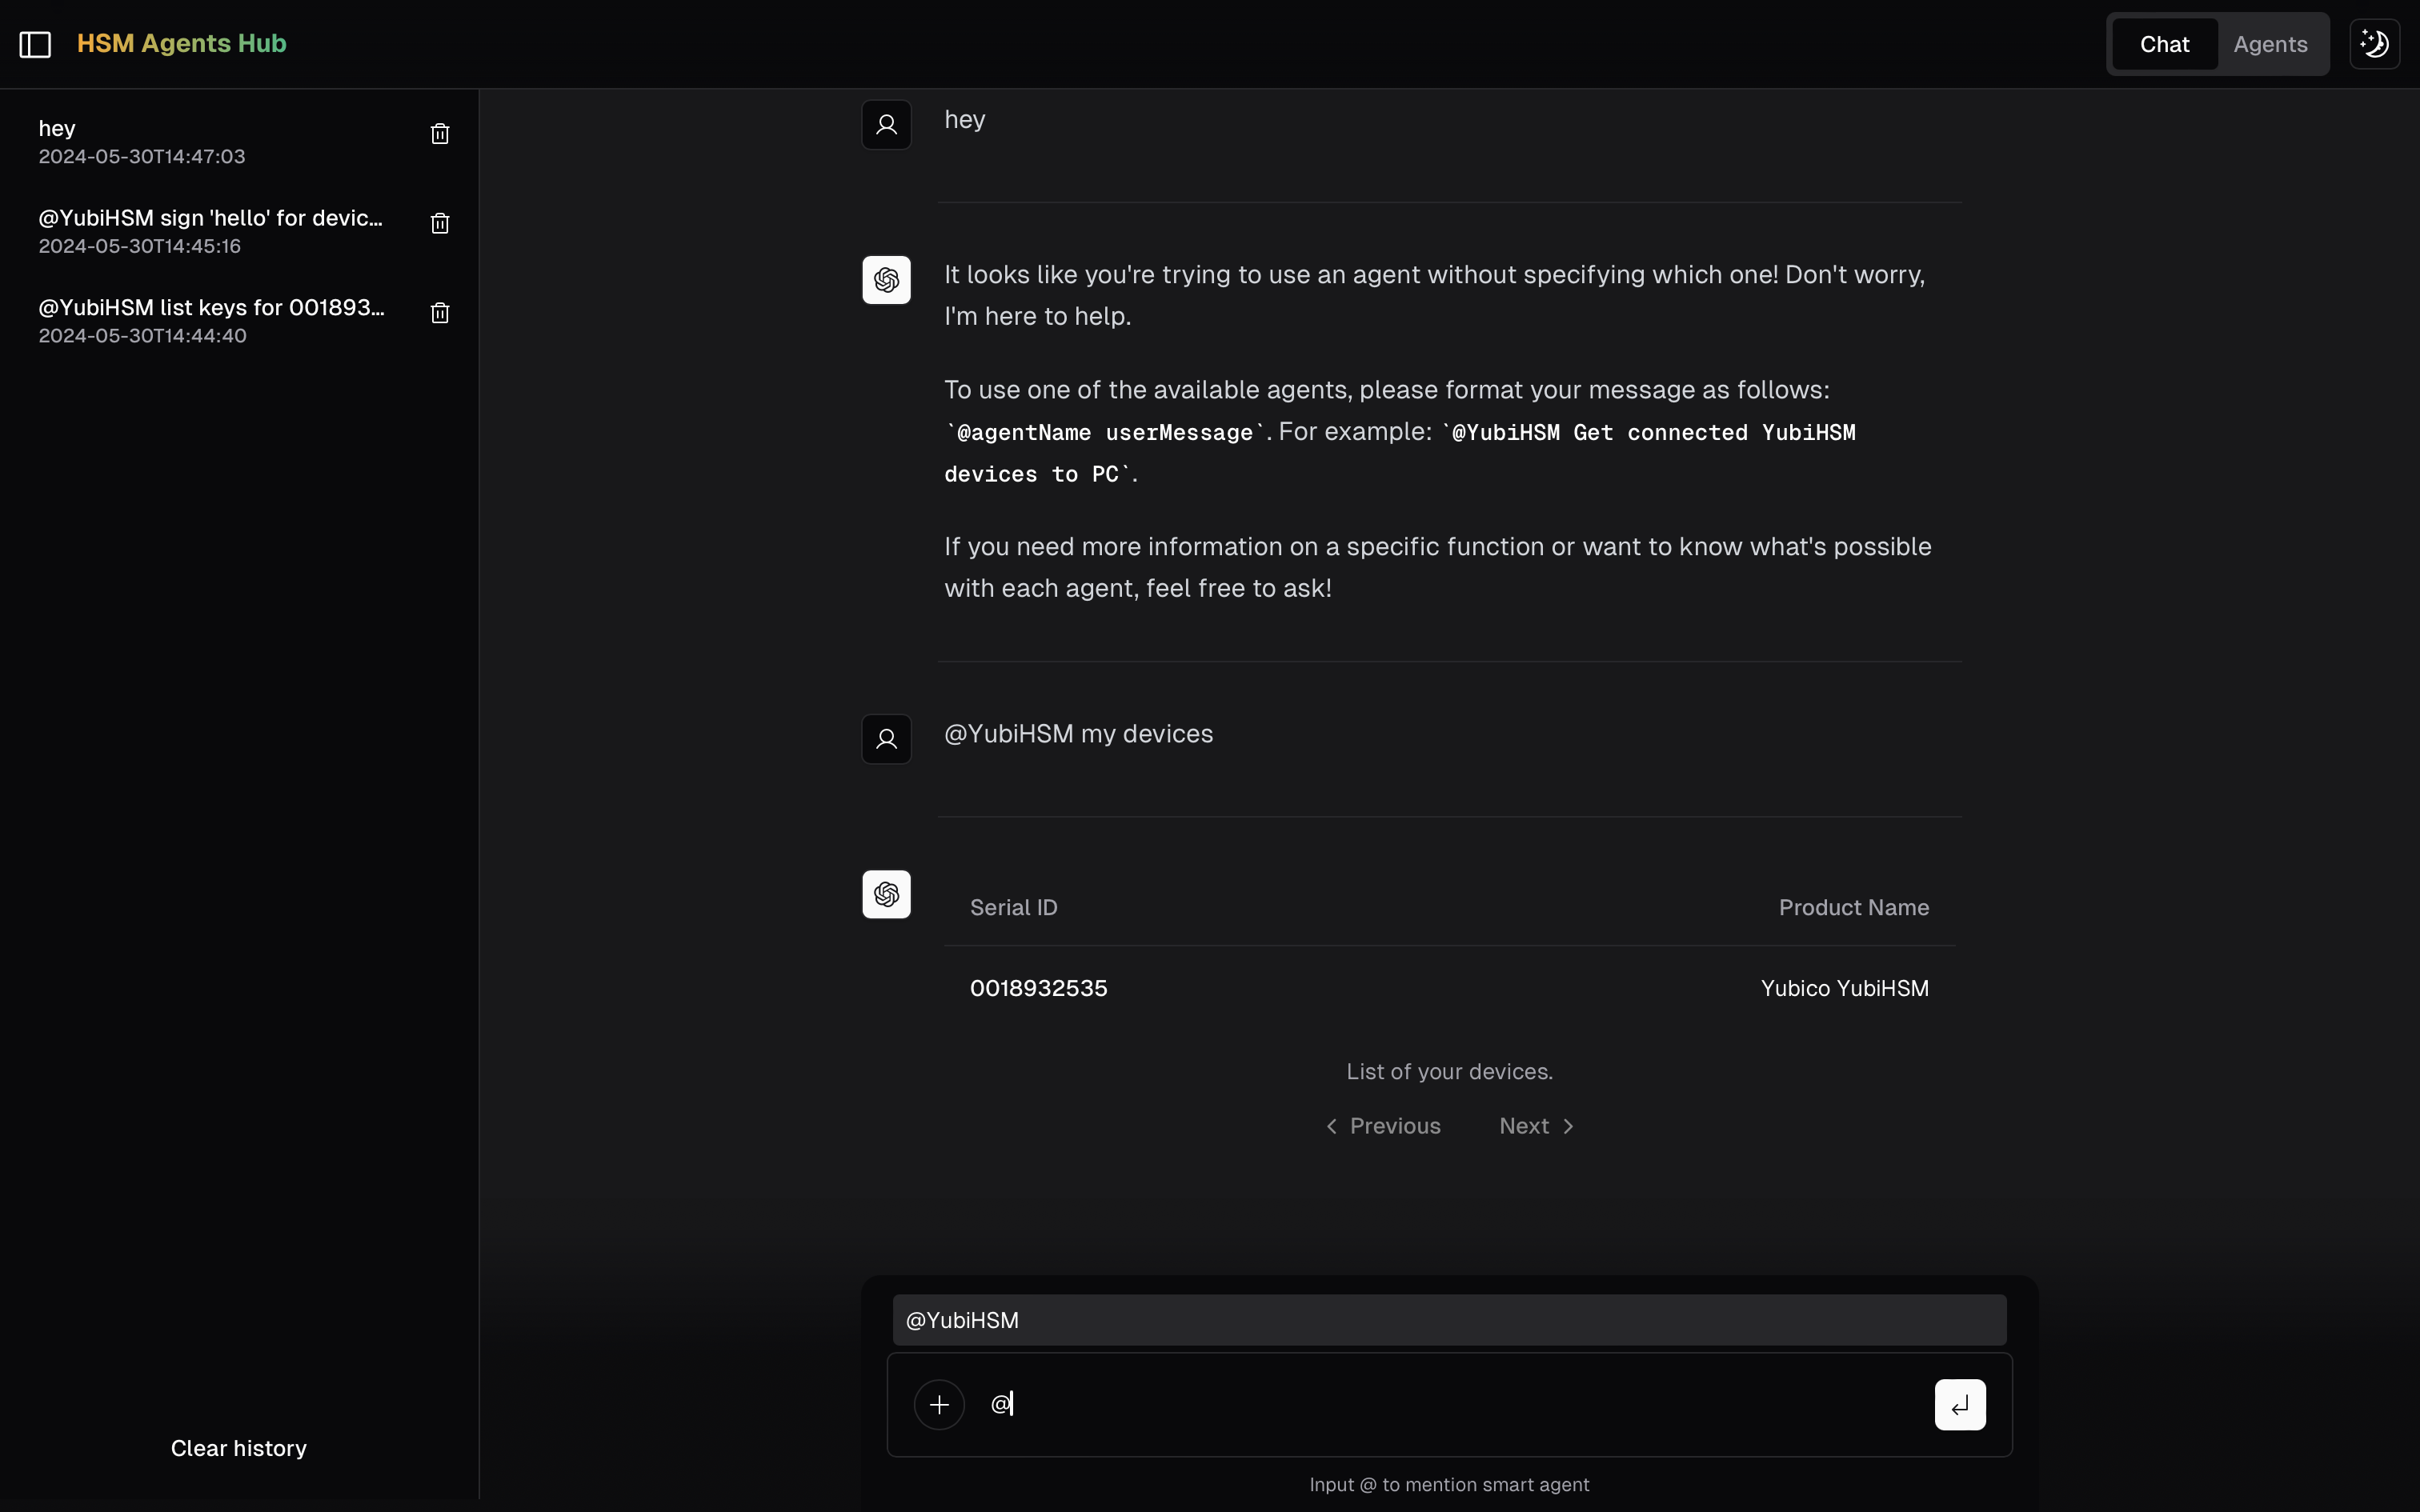 HSM Agents Hub
Chat
Agents
hey
2024-05-30T14:47:03
@YubiHSM sign 'hello' for devic...
2024-05-30T14:45:16
@YubiHSM list keys for 001893...
2024-05-30T14:44:40
Clear history
hey
It looks like you're trying to use an agent without specifying which one! Don't worry,
I'm here to help.
To use one of the available agents, please format your message as follows:
`@agentName userMessage`. For example: `@YubiHSM Get connected YubiHSM
devices to PC`.
If you need more information on a specific function or want to know what's possible
with each agent, feel free to ask!
@YubiHSM my devices
Serial ID Product Name
0018932535 Yubico YubiHSM
List of your devices.
Previous Next
@YubiHSM
@
Input @ to mention smart agent